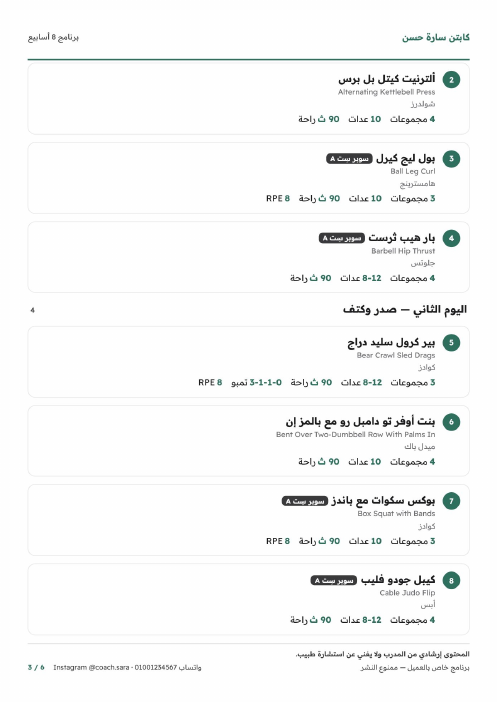 كابتن سارة حسن
برنامج 8 أسابيع
2
ألترنيت كيتل بل برس
Alternating Kettlebell Press
شولدرز
4 مجموعات 10 عدات 90 ث راحة
3
بول ليج كيرل سوبر ست A
Ball Leg Curl
هامسترينج
3 مجموعات 10 عدات 90 ث راحة RPE 8
4
بار هيب ثرست سوبر ست A
Barbell Hip Thrust
جلوتس
4 مجموعات 8-12 عدات 90 ث راحة
اليوم الثاني — صدر وكتف 4
5
بير كرول سليد دراج
Bear Crawl Sled Drags
كوادز
3 مجموعات 8-12 عدات 90 ث راحة 3-1-1-0 تمبو RPE 8
6
بنت أوفر تو دامبل رو مع بالمز إن
Bent Over Two-Dumbbell Row With Palms In
ميدل باك
4 مجموعات 10 عدات 90 ث راحة
7
بوكس سكوات مع باندز سوبر ست A
Box Squat with Bands
كوادز
3 مجموعات 10 عدات 90 ث راحة RPE 8
8
كيبل جودو فليب سوبر ست A
Cable Judo Flip
أبس
4 مجموعات 8-12 عدات 90 ث راحة
المحتوى إرشادي من المدرب ولا يغني عن استشارة طبيب.
برنامج خاص بالعميل — ممنوع النشر
واتساب 01001234567 · Instagram @coach.sara
3 / 6